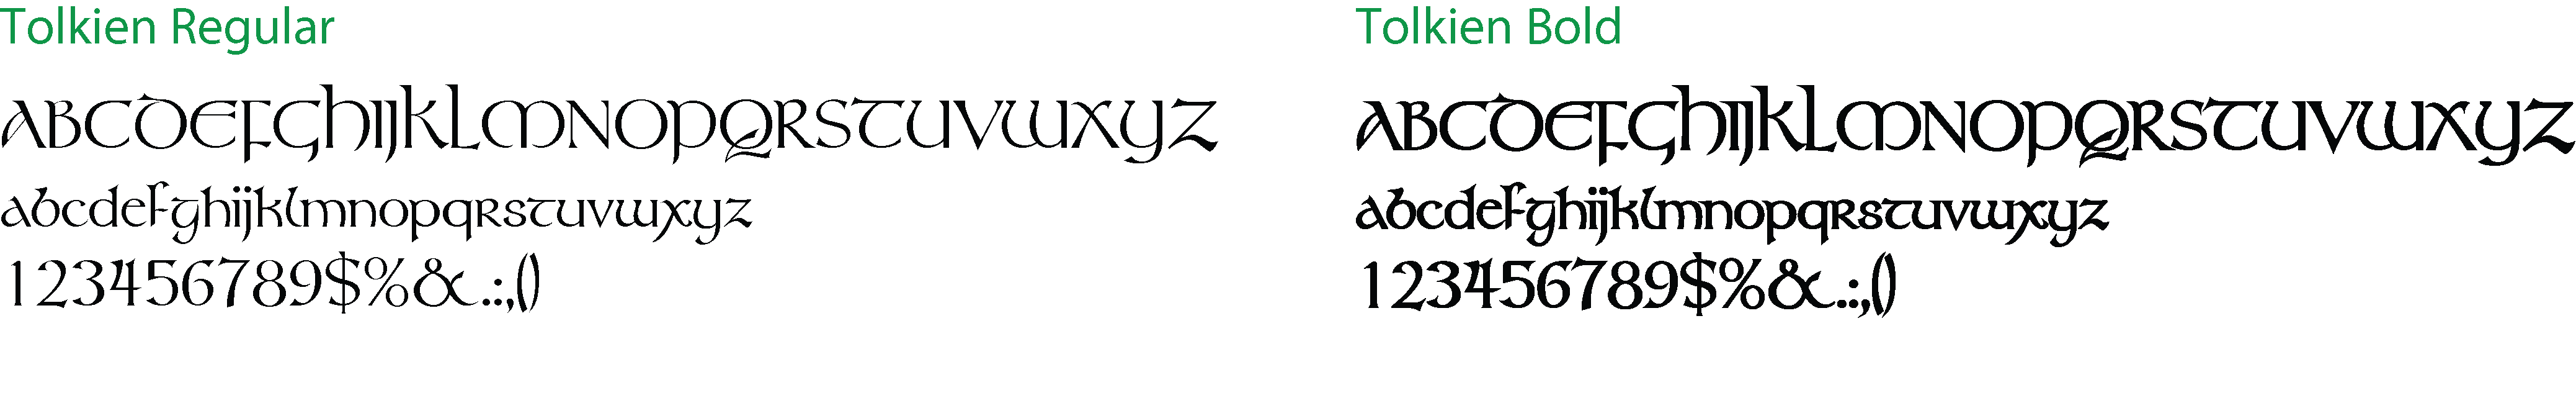 Tolkien Regular
ABCDEFGHIJKLMNOPQRSTUVWXYZ
abcdefghijklmnopqrstuvwxyz
123456789$%&.:,()
Tolkien Bold
ABCDEFGHIJKLMNOPQRSTUVWXYZ
abcdefghijklmnopqrstuvwxyz
123456789$%&.:,()